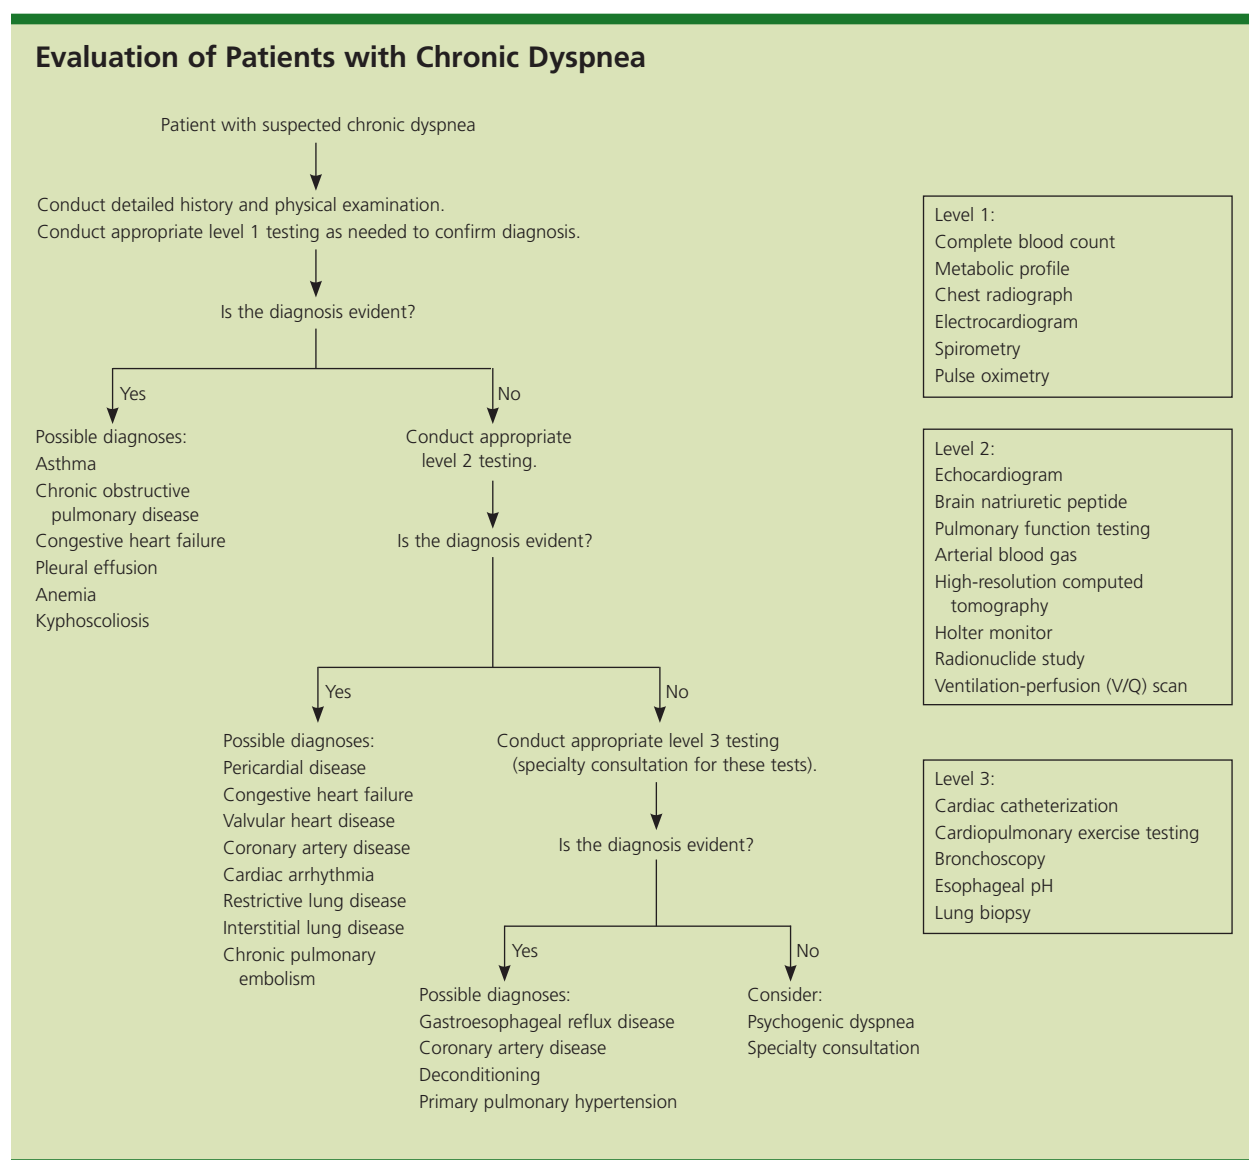 Evaluation of Patients with Chronic Dyspnea
Patient with suspected chronic dyspnea
Conduct detailed history and physical examination.
Conduct appropriate level 1 testing as needed to confirm diagnosis.
Is the diagnosis evident?
Yes
No
Possible diagnoses:
Asthma
Chronic obstructive
pulmonary disease
Congestive heart failure
Pleural effusion
Anemia
Kyphoscoliosis
Conduct appropriate
level 2 testing.
Is the diagnosis evident?
Yes
No
Possible diagnoses:
Pericardial disease
Congestive heart failure
Valvular heart disease
Coronary artery disease
Cardiac arrhythmia
Restrictive lung disease
Interstitial lung disease
Chronic pulmonary
embolism
Conduct appropriate level 3 testing
(specialty consultation for these tests).
Is the diagnosis evident?
Yes
No
Possible diagnoses:
Gastroesophageal reflux disease
Coronary artery disease
Deconditioning
Primary pulmonary hypertension
Consider:
Psychogenic dyspnea
Specialty consultation
Level 1:
Complete blood count
Metabolic profile
Chest radiograph
Electrocardiogram
Spirometry
Pulse oximetry
Level 2:
Echocardiogram
Brain natriuretic peptide
Pulmonary function testing
Arterial blood gas
High-resolution computed
tomography
Holter monitor
Radionuclide study
Ventilation-perfusion (V/Q) scan
Level 3:
Cardiac catheterization
Cardiopulmonary exercise testing
Bronchoscopy
Esophageal pH
Lung biopsy